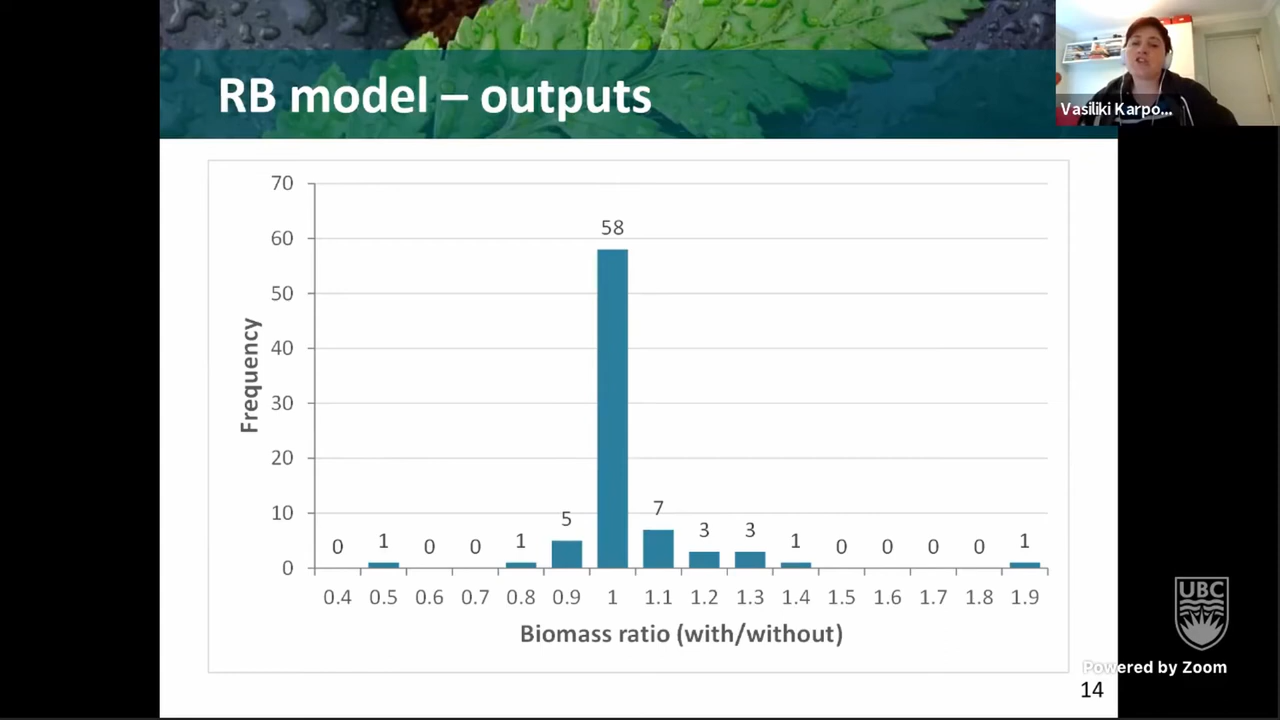 RB model – outputs
Vasiliki Karpo...
70
60
50
40
30
20
10
0
Frequency
0 1 0 0 1 5 58 7 3 3 1 0 0 0 0 1
0.4 0.5 0.6 0.7 0.8 0.9 1 1.1 1.2 1.3 1.4 1.5 1.6 1.7 1.8 1.9
Biomass ratio (with/without)
UBC
Powered by Zoom
14